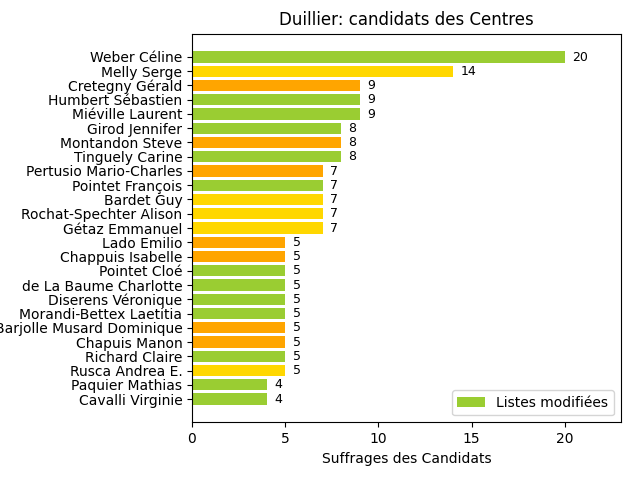 Duillier: candidats des Centres
Weber Céline 20
Melly Serge 14
Cretegny Gérald 9
Humbert Sébastien 9
Miéville Laurent 9
Girod Jennifer 8
Montandon Steve 8
Tinguely Carine 8
Pertusio Mario-Charles 7
Pointet François 7
Bardet Guy 7
Rochat-Spechter Alison 7
Gétaz Emmanuel 7
Lado Emilio 5
Chappuis Isabelle 5
Pointet Cloé 5
de La Baume Charlotte 5
Diserens Véronique 5
Morandi-Bettex Laetitia 5
Barjolle Musard Dominique 5
Chapuis Manon 5
Richard Claire 5
Rusca Andrea E. 5
Paquier Mathias 4
Cavalli Virginie 4
Listes modifiées
0 5 10 15 20
Suffrages des Candidats